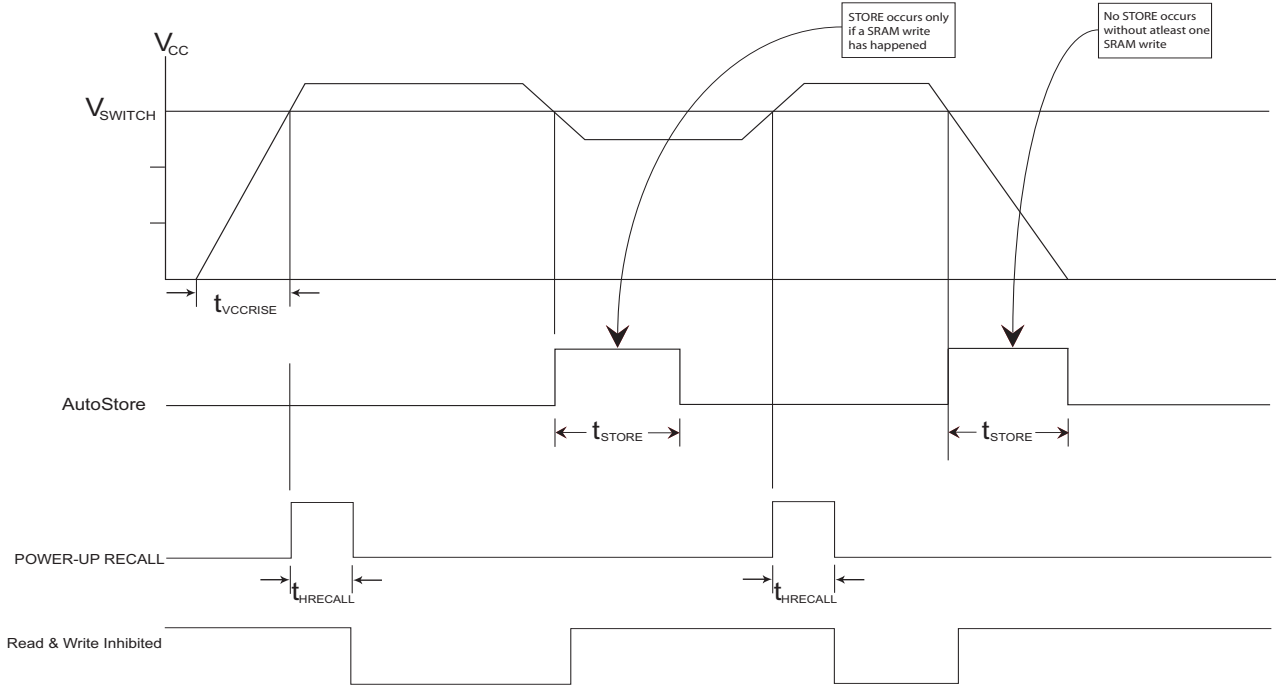 STORE occurs only
if a SRAM write
has happened
No STORE occurs
without atleast one
SRAM write
VCC
VSWITCH
tVCCRISE
AutoStore
tSTORE
tSTORE
POWER-UP RECALL
tHRECALL
tHRECALL
Read & Write Inhibited